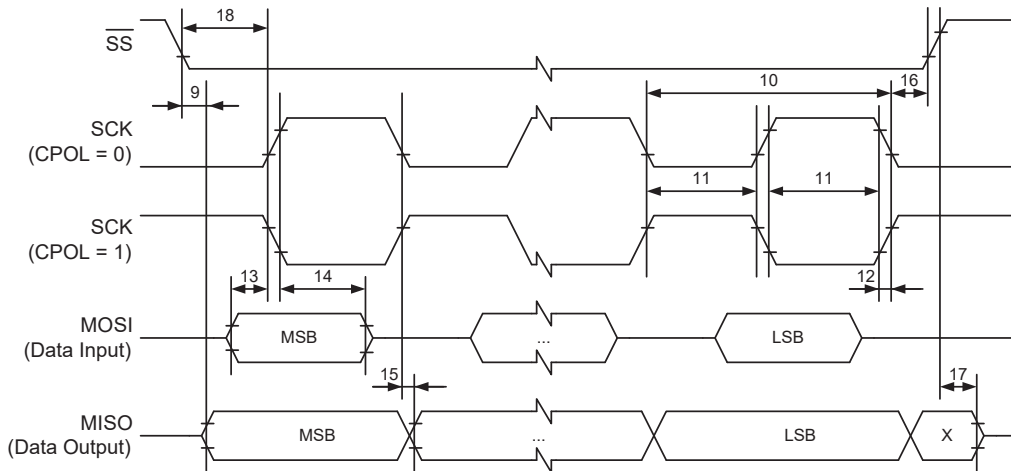 18
SS
9
10
16
SCK
(CPOL = 0)
11
11
SCK
(CPOL = 1)
13
14
12
MOSI
(Data Input)
MSB
...
LSB
15
17
MISO
(Data Output)
MSB
...
LSB
X